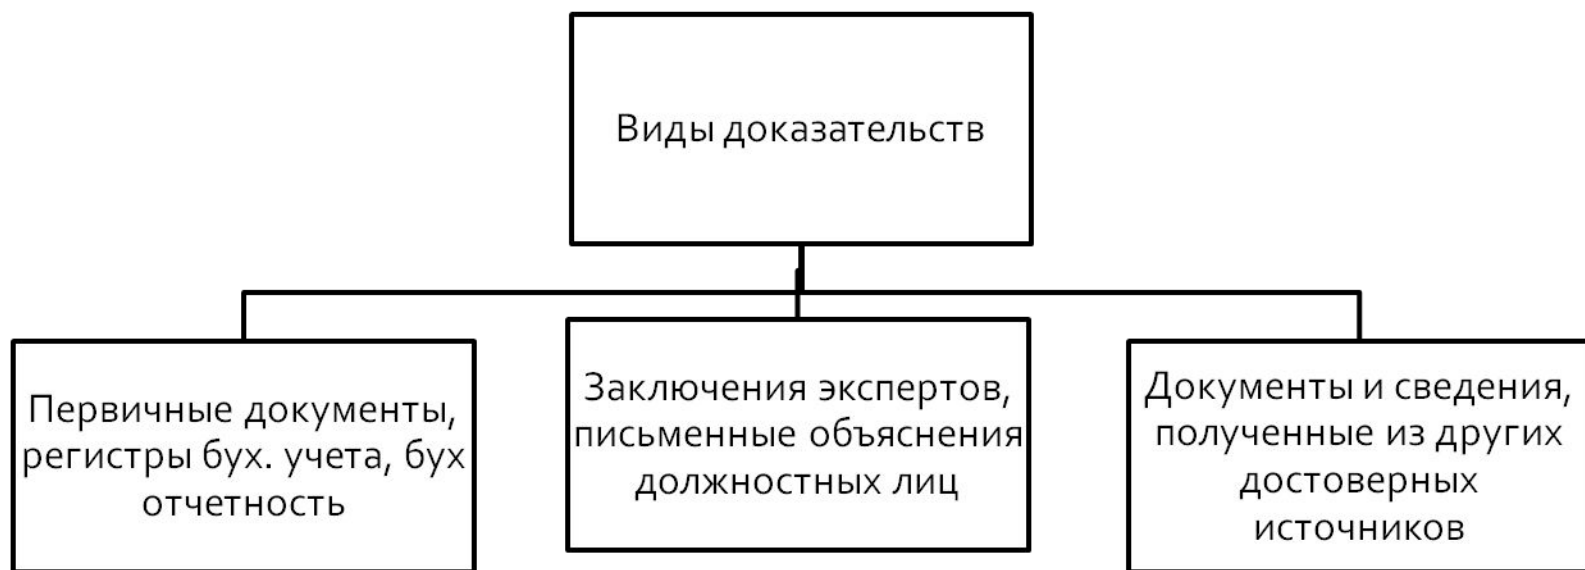 Виды доказательств
Первичные документы,
регистры бух. учета, бух
отчетность
Заключения экспертов,
письменные объяснения
должностных лиц
Документы и сведения,
полученные из других
достоверных
источников